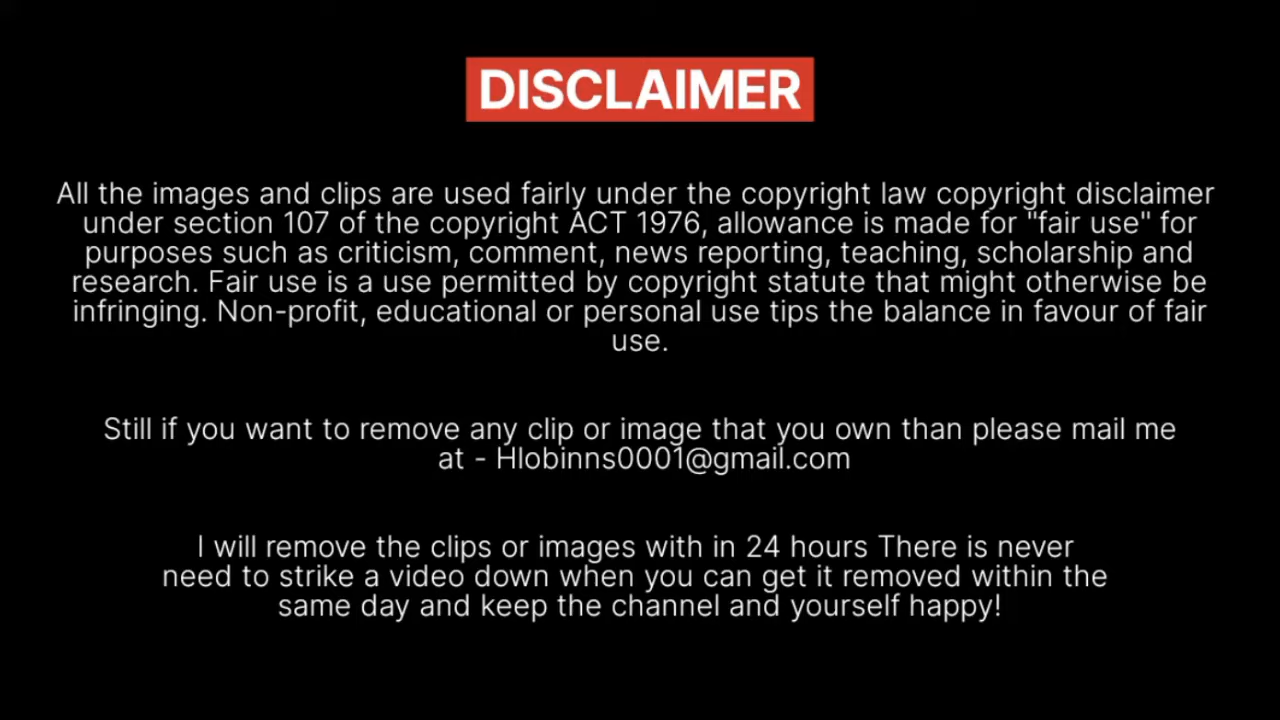 DISCLAIMER
All the images and clips are used fairly under the copyright law copyright disclaimer
under section 107 of the copyright ACT 1976, allowance is made for "fair use" for
purposes such as criticism, comment, news reporting, teaching, scholarship and
research. Fair use is a use permitted by copyright statute that might otherwise be
infringing. Non-profit, educational or personal use tips the balance in favour of fair
use.
Still if you want to remove any clip or image that you own than please mail me
at - Hlobinns0001@gmail.com
I will remove the clips or images with in 24 hours There is never
need to strike a video down when you can get it removed within the
same day and keep the channel and yourself happy!